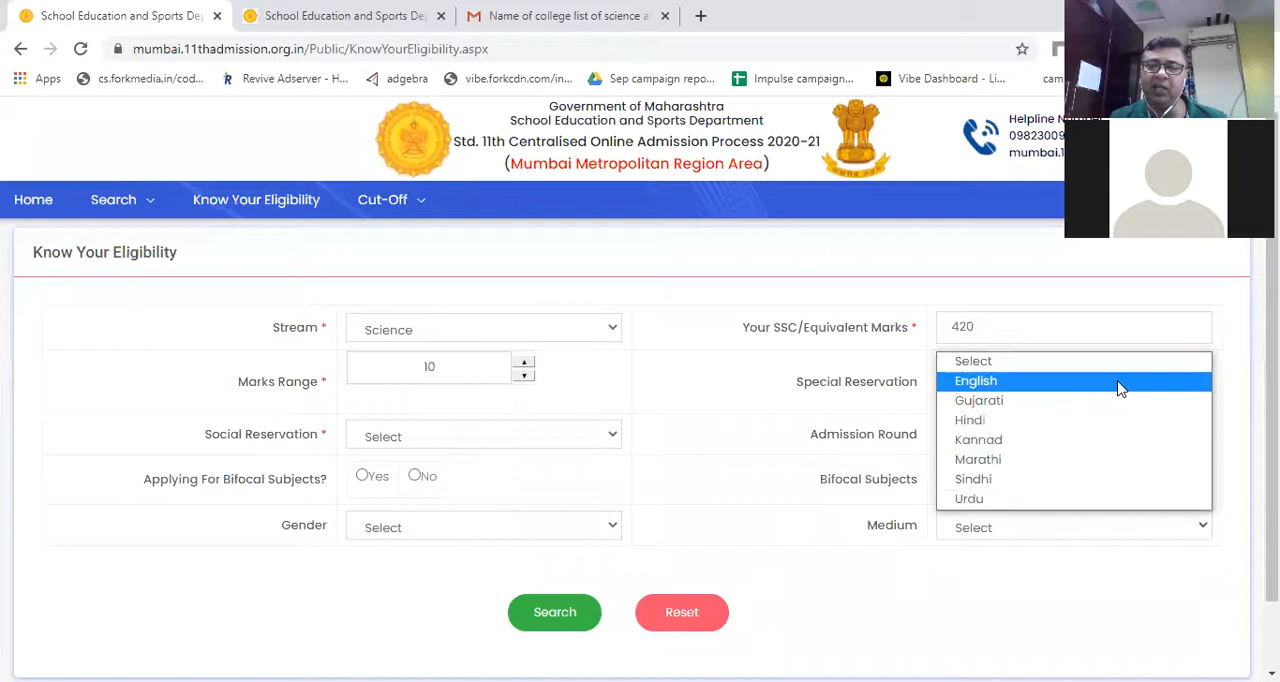 School Education and Sports De
School Education and Sports De
Name of college list of science a
mumbai.11thadmission.org.in/Public/KnowYourEligibility.aspx
Apps
cs.forkmedia.in/cod...
Revive Adserver - H...
adgebra
vibe.forkcdn.com/in...
Sep campaign repo...
Impulse campaign...
Vibe Dashboard - Li...
cam
Government of Maharashtra
School Education and Sports Department
Std. 11th Centralised Online Admission Process 2020-21
(Mumbai Metropolitan Region Area)
Helpline Number
09823009
mumbai.1
Home
Search
Know Your Eligibility
Cut-Off
Know Your Eligibility
Stream *
Science
Your SSC/Equivalent Marks *
420
Marks Range *
10
Special Reservation
Social Reservation *
Select
Admission Round
Applying For Bifocal Subjects?
Yes
No
Bifocal Subjects
Gender
Select
Medium
Select
Select
English
Gujarati
Hindi
Kannad
Marathi
Sindhi
Urdu
Search
Reset